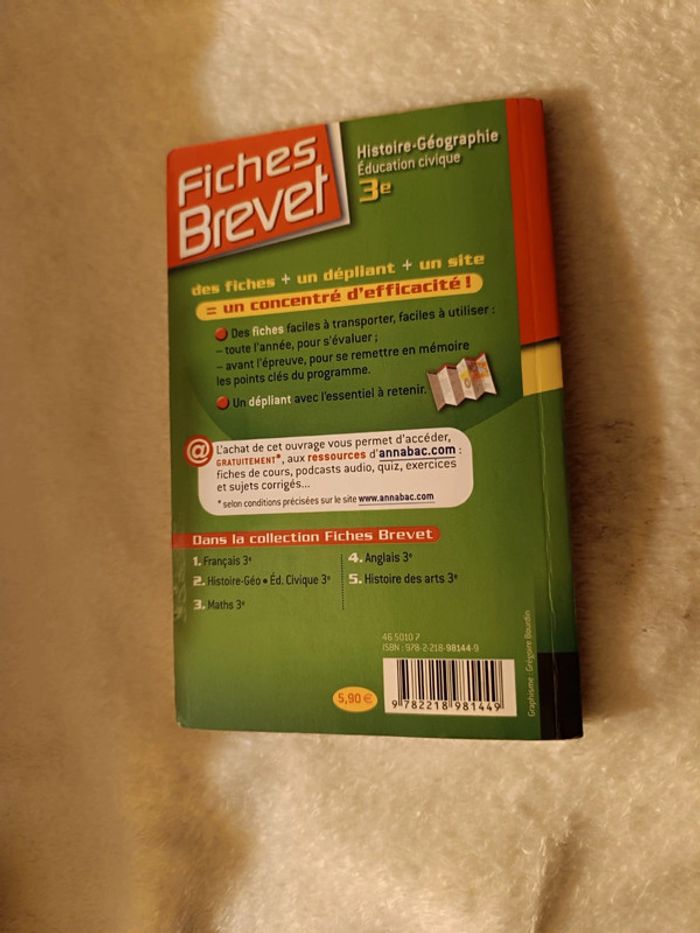 Fiches
Brevet
Histoire-Géographie
Éducation civique
3e
des fiches + un dépliant + un site
= un concentré d'efficacité !
Des fiches faciles à transporter, faciles à utiliser :
– toute l'année, pour s'évaluer ;
– avant l'épreuve, pour se remettre en mémoire
les points clés du programme.
Un dépliant avec l'essentiel à retenir.
@
L'achat de cet ouvrage vous permet d'accéder,
GRATUITEMENT*, aux ressources d'annabac.com :
fiches de cours, podcasts audio, quiz, exercices
et sujets corrigés...
* selon conditions précisées sur le site www.annabac.com
Dans la collection Fiches Brevet
1. Français 3e
2. Histoire-Géo • Éd. Civique 3e
3. Maths 3e
4. Anglais 3e
5. Histoire des arts 3e
46 5010 7
ISBN : 978-2-218-98144-9
5,90 €
9 782218 981449
Graphisme : Grégoire Bourdin